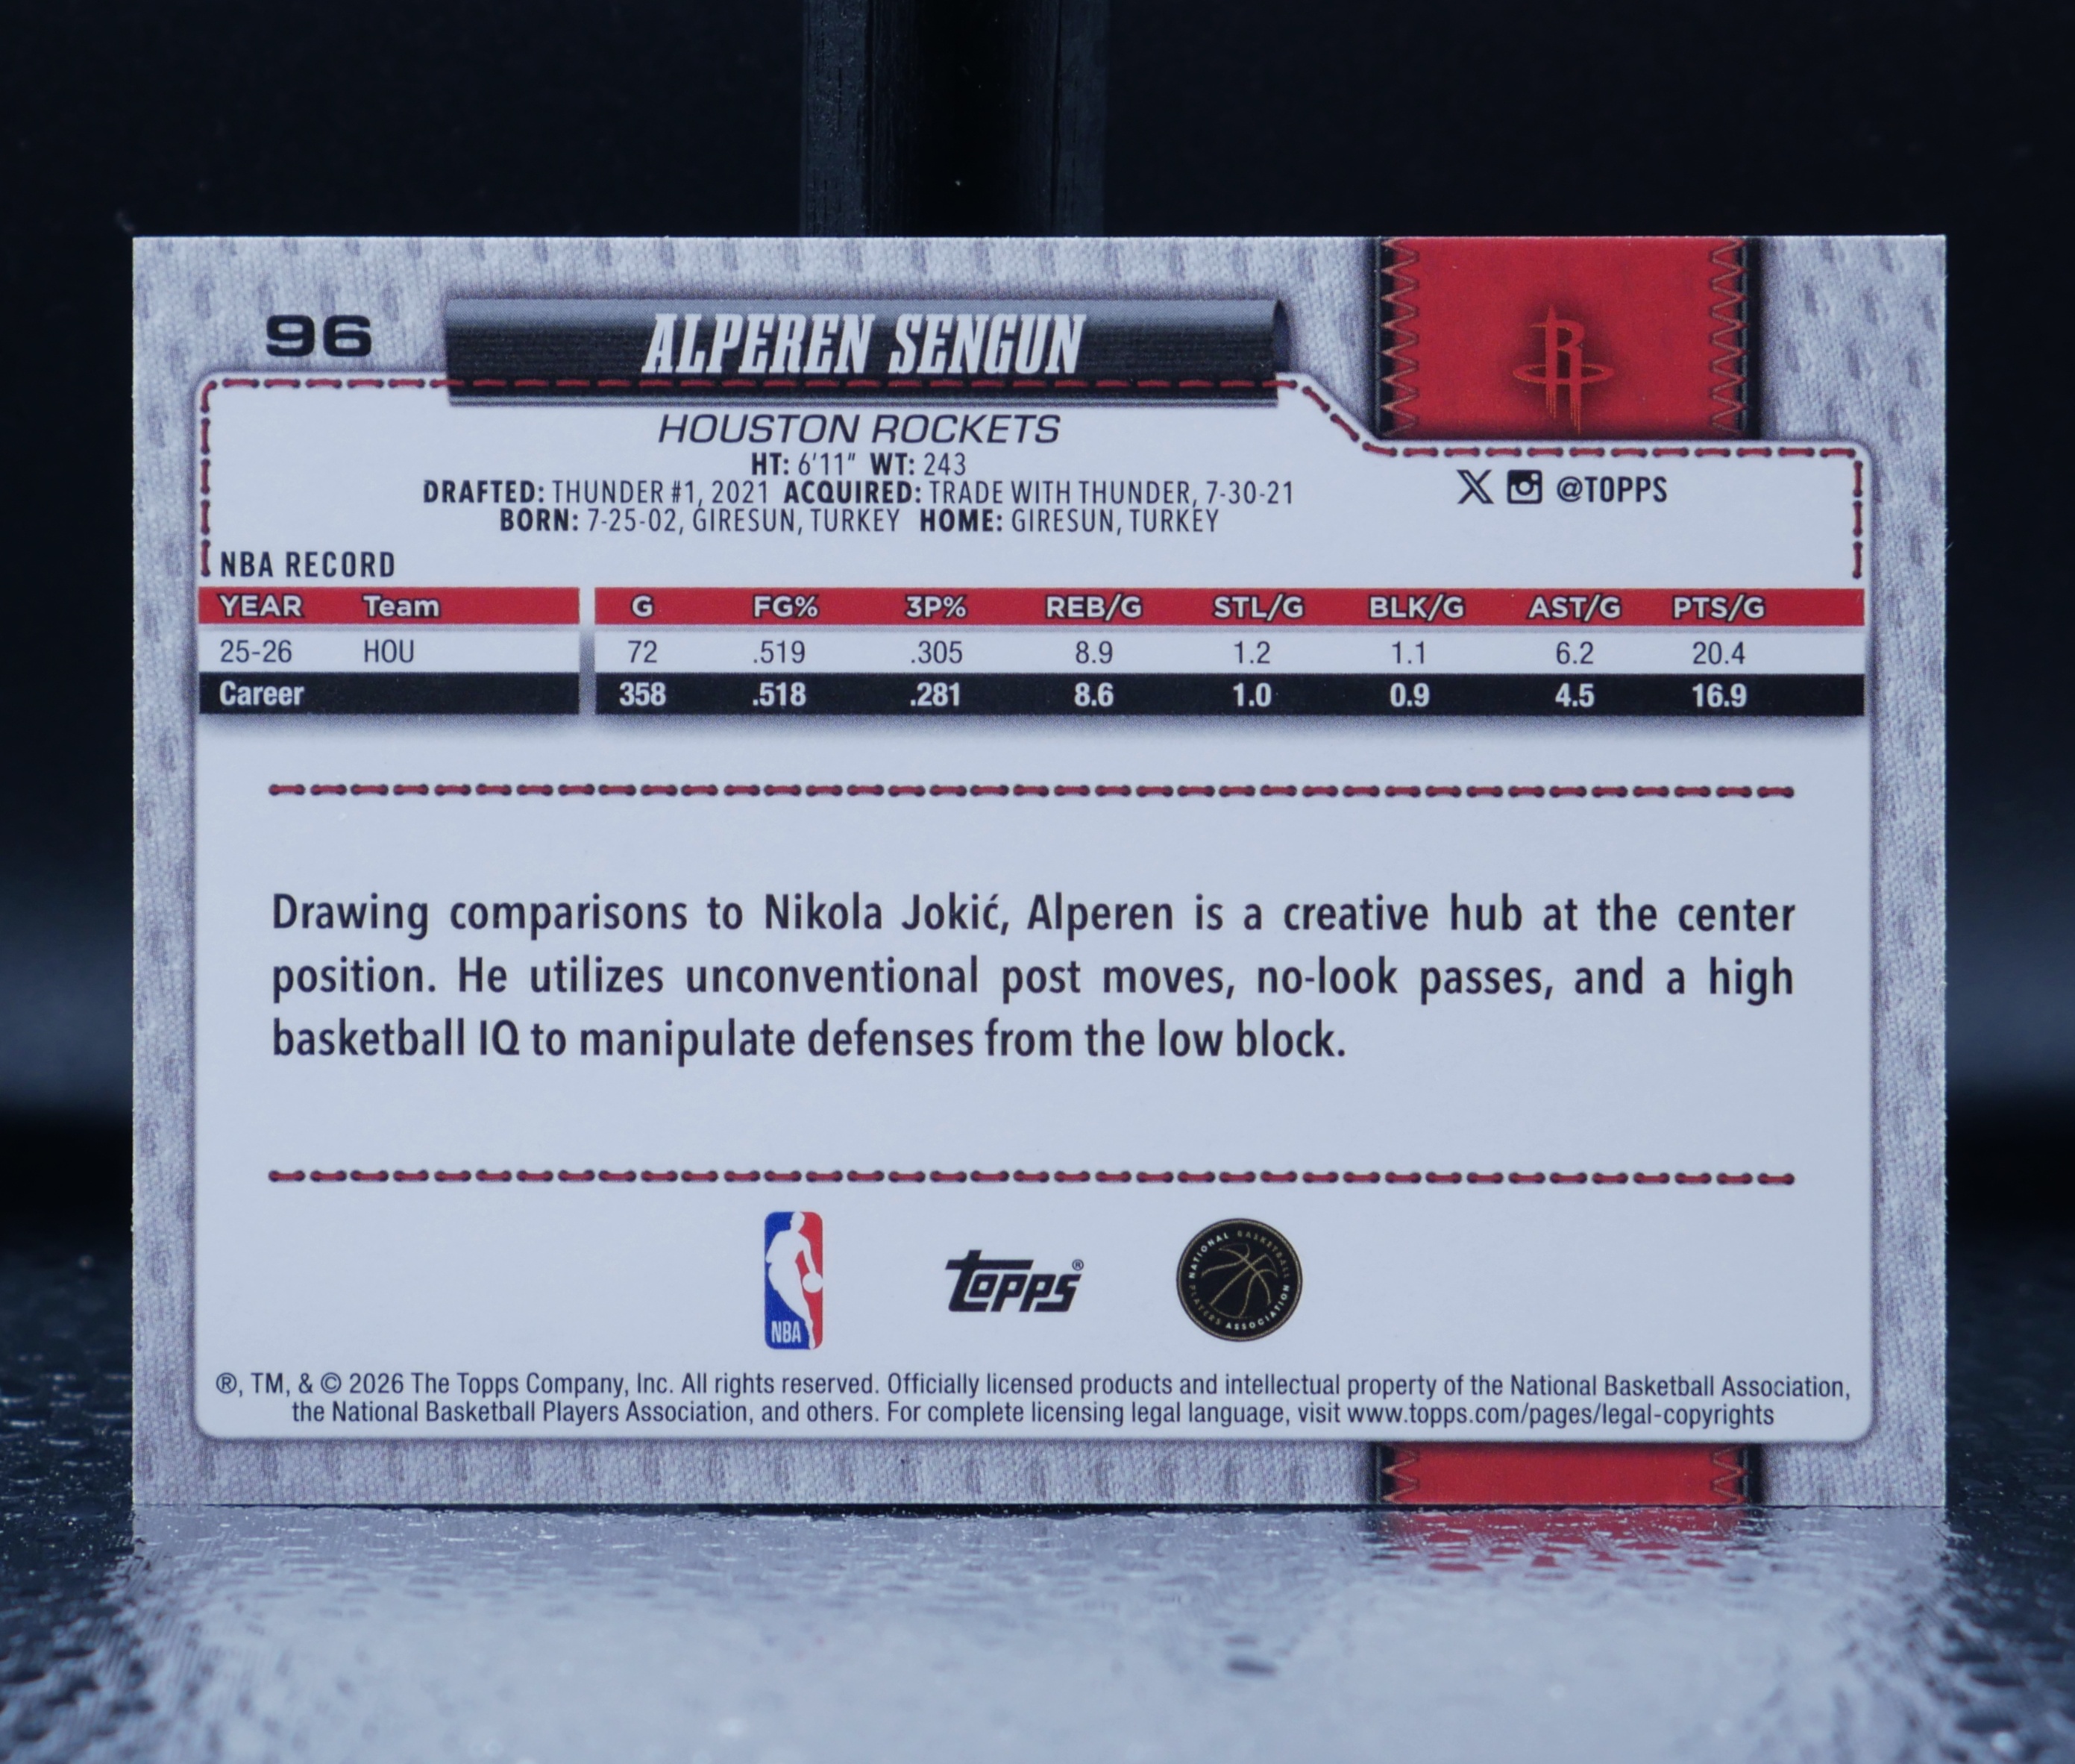 96
ALPEREN SENGUN
HOUSTON ROCKETS
HT: 6'11" WT: 243
DRAFTED: THUNDER #1, 2021 ACQUIRED: TRADE WITH THUNDER, 7-30-21
BORN: 7-25-02, GIRESUN, TURKEY HOME: GIRESUN, TURKEY
@TOPPS
NBA RECORD
YEAR Team G FG% 3P% REB/G STL/G BLK/G AST/G PTS/G
25-26 HOU 72 .519 .305 8.9 1.2 1.1 6.2 20.4
Career 358 .518 .281 8.6 1.0 0.9 4.5 16.9
Drawing comparisons to Nikola Jokić, Alperen is a creative hub at the center
position. He utilizes unconventional post moves, no-look passes, and a high
basketball IQ to manipulate defenses from the low block.
NBA
topps®
NATIONAL BASKETBALL
PLAYERS ASSOCIATION
®, TM, & © 2026 The Topps Company, Inc. All rights reserved. Officially licensed products and intellectual property of the National Basketball Association,
the National Basketball Players Association, and others. For complete licensing legal language, visit www.topps.com/pages/legal-copyrights